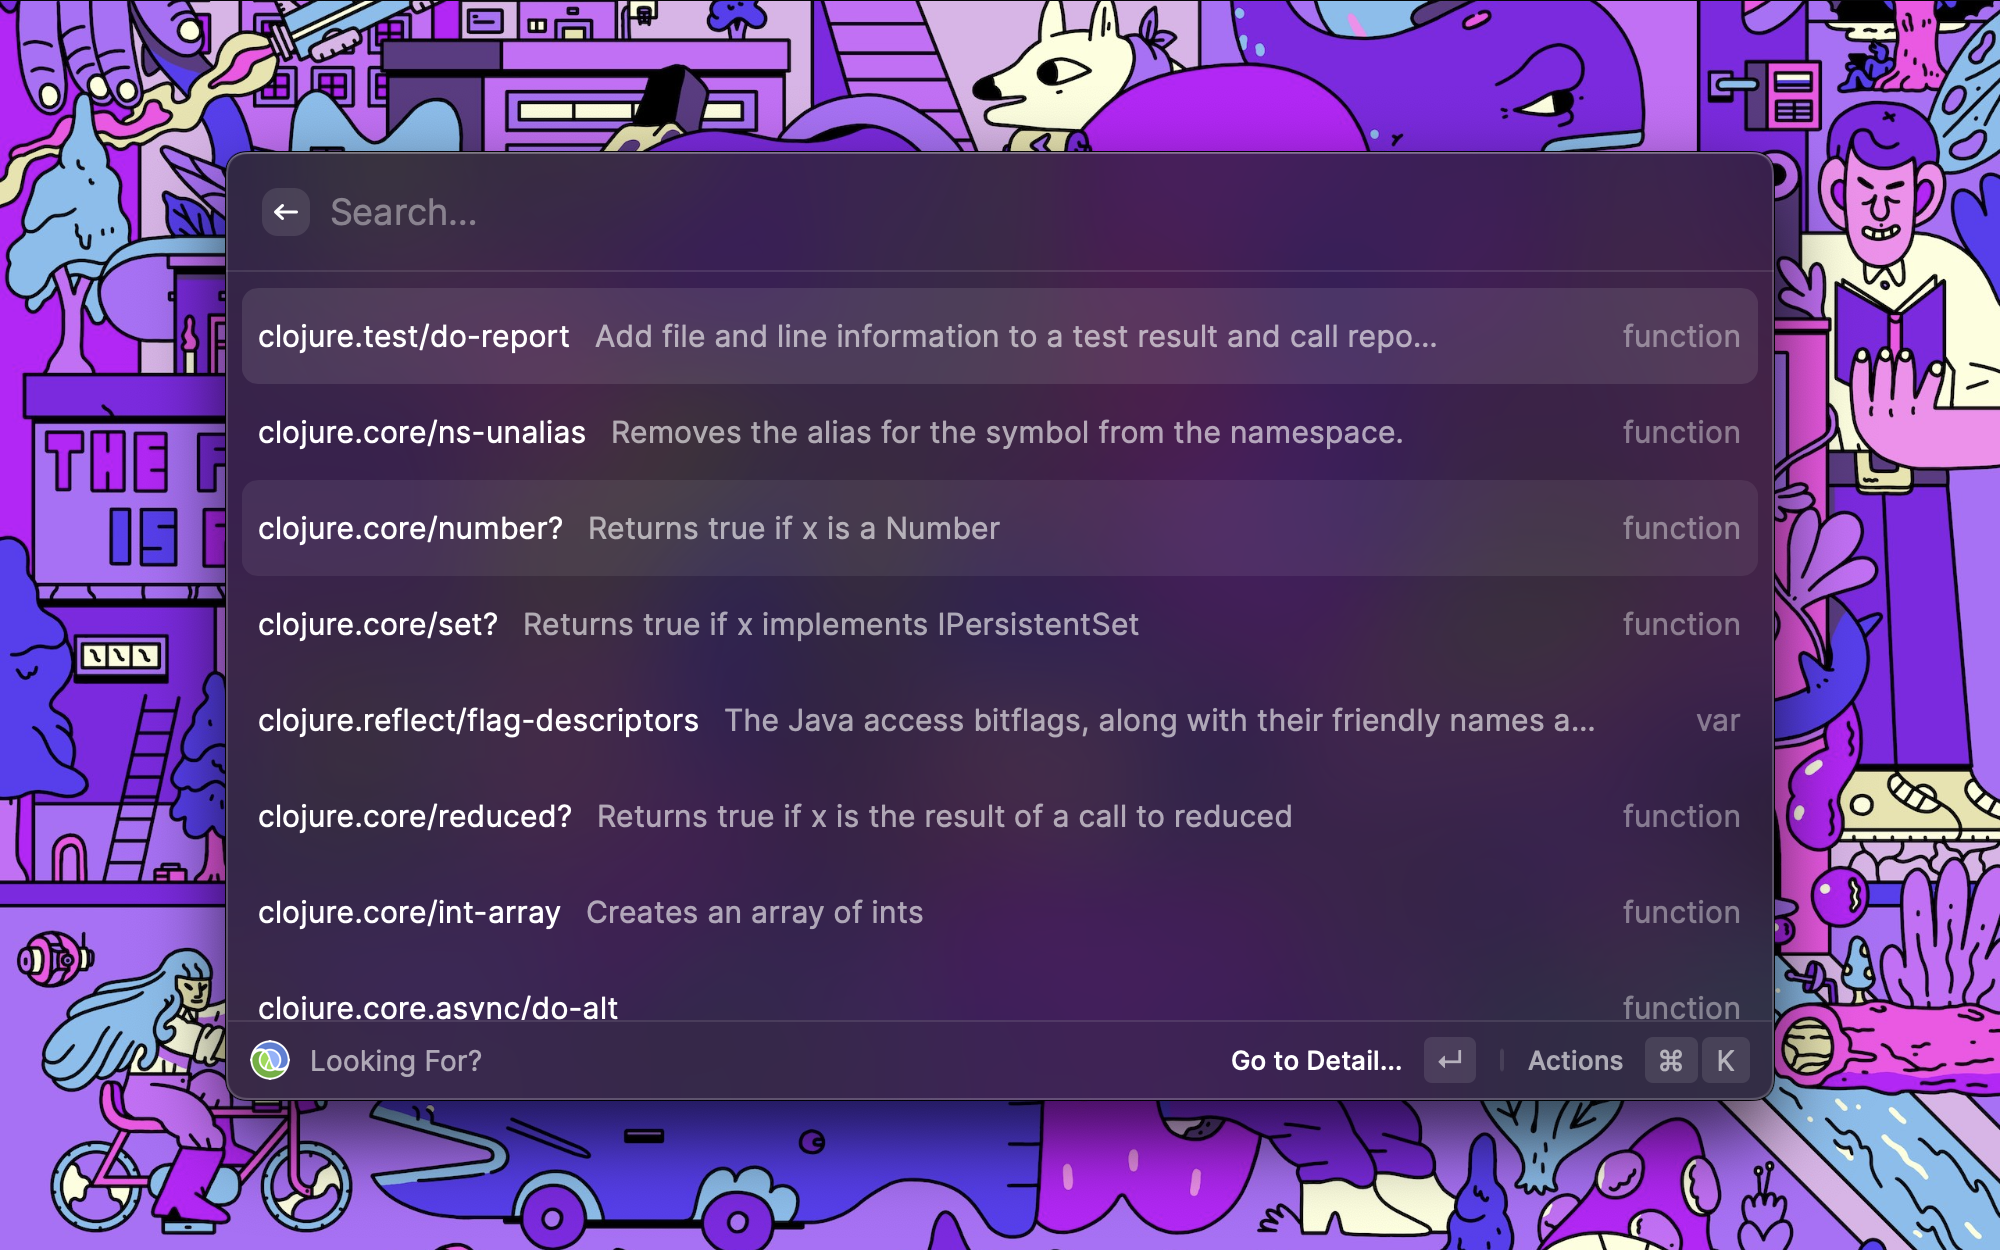 Search...
clojure.test/do-report Add file and line information to a test result and call repo... function
clojure.core/ns-unalias Removes the alias for the symbol from the namespace. function
clojure.core/number? Returns true if x is a Number function
clojure.core/set? Returns true if x implements IPersistentSet function
clojure.reflect/flag-descriptors The Java access bitflags, along with their friendly names a... var
clojure.core/reduced? Returns true if x is the result of a call to reduced function
clojure.core/int-array Creates an array of ints function
clojure.core.async/do-alt function
Looking For? Go to Detail... ↵ Actions ⌘ K
THE F
IS